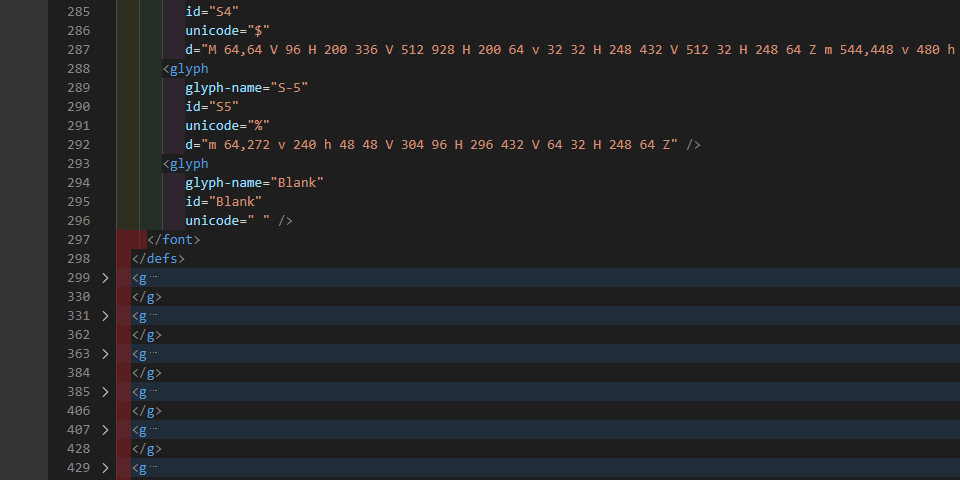 285 id="S4"
286 unicode="$"
287 d="M 64,64 V 96 H 200 336 V 512 928 H 200 64 v 32 32 H 248 432 V 512 32 H 248 64 Z m 544,448 v 480 h
288 <glyph
289 glyph-name="S-5"
290 id="S5"
291 unicode="%"
292 d="m 64,272 v 240 h 48 48 V 304 96 H 296 432 V 64 32 H 248 64 Z" />
293 <glyph
294 glyph-name="Blank"
295 id="Blank"
296 unicode=" " />
297 </font>
298 </defs>
299 > <g ···
330 </g>
331 > <g ···
362 </g>
363 > <g ···
384 </g>
385 > <g ···
406 </g>
407 > <g ···
428 </g>
429 > <g ···